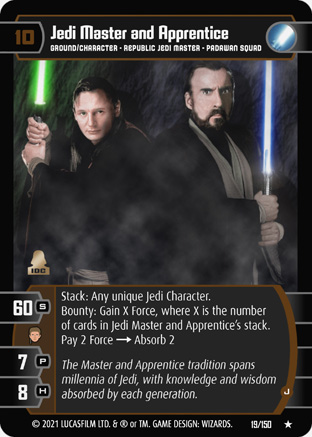 10
Jedi Master and Apprentice
GROUND/CHARACTER - REPUBLIC JEDI MASTER - PADAWAN SQUAD
IDC
60 S
Stack: Any unique Jedi Character.
Bounty: Gain X Force, where X is the number
of cards in Jedi Master and Apprentice's stack.
Pay 2 Force → Absorb 2
7 P
The Master and Apprentice tradition spans
millennia of Jedi, with knowledge and wisdom
absorbed by each generation.
8 H
J
© 2021 LUCASFILM LTD. & ® or TM. GAME DESIGN: WIZARDS.
19/150